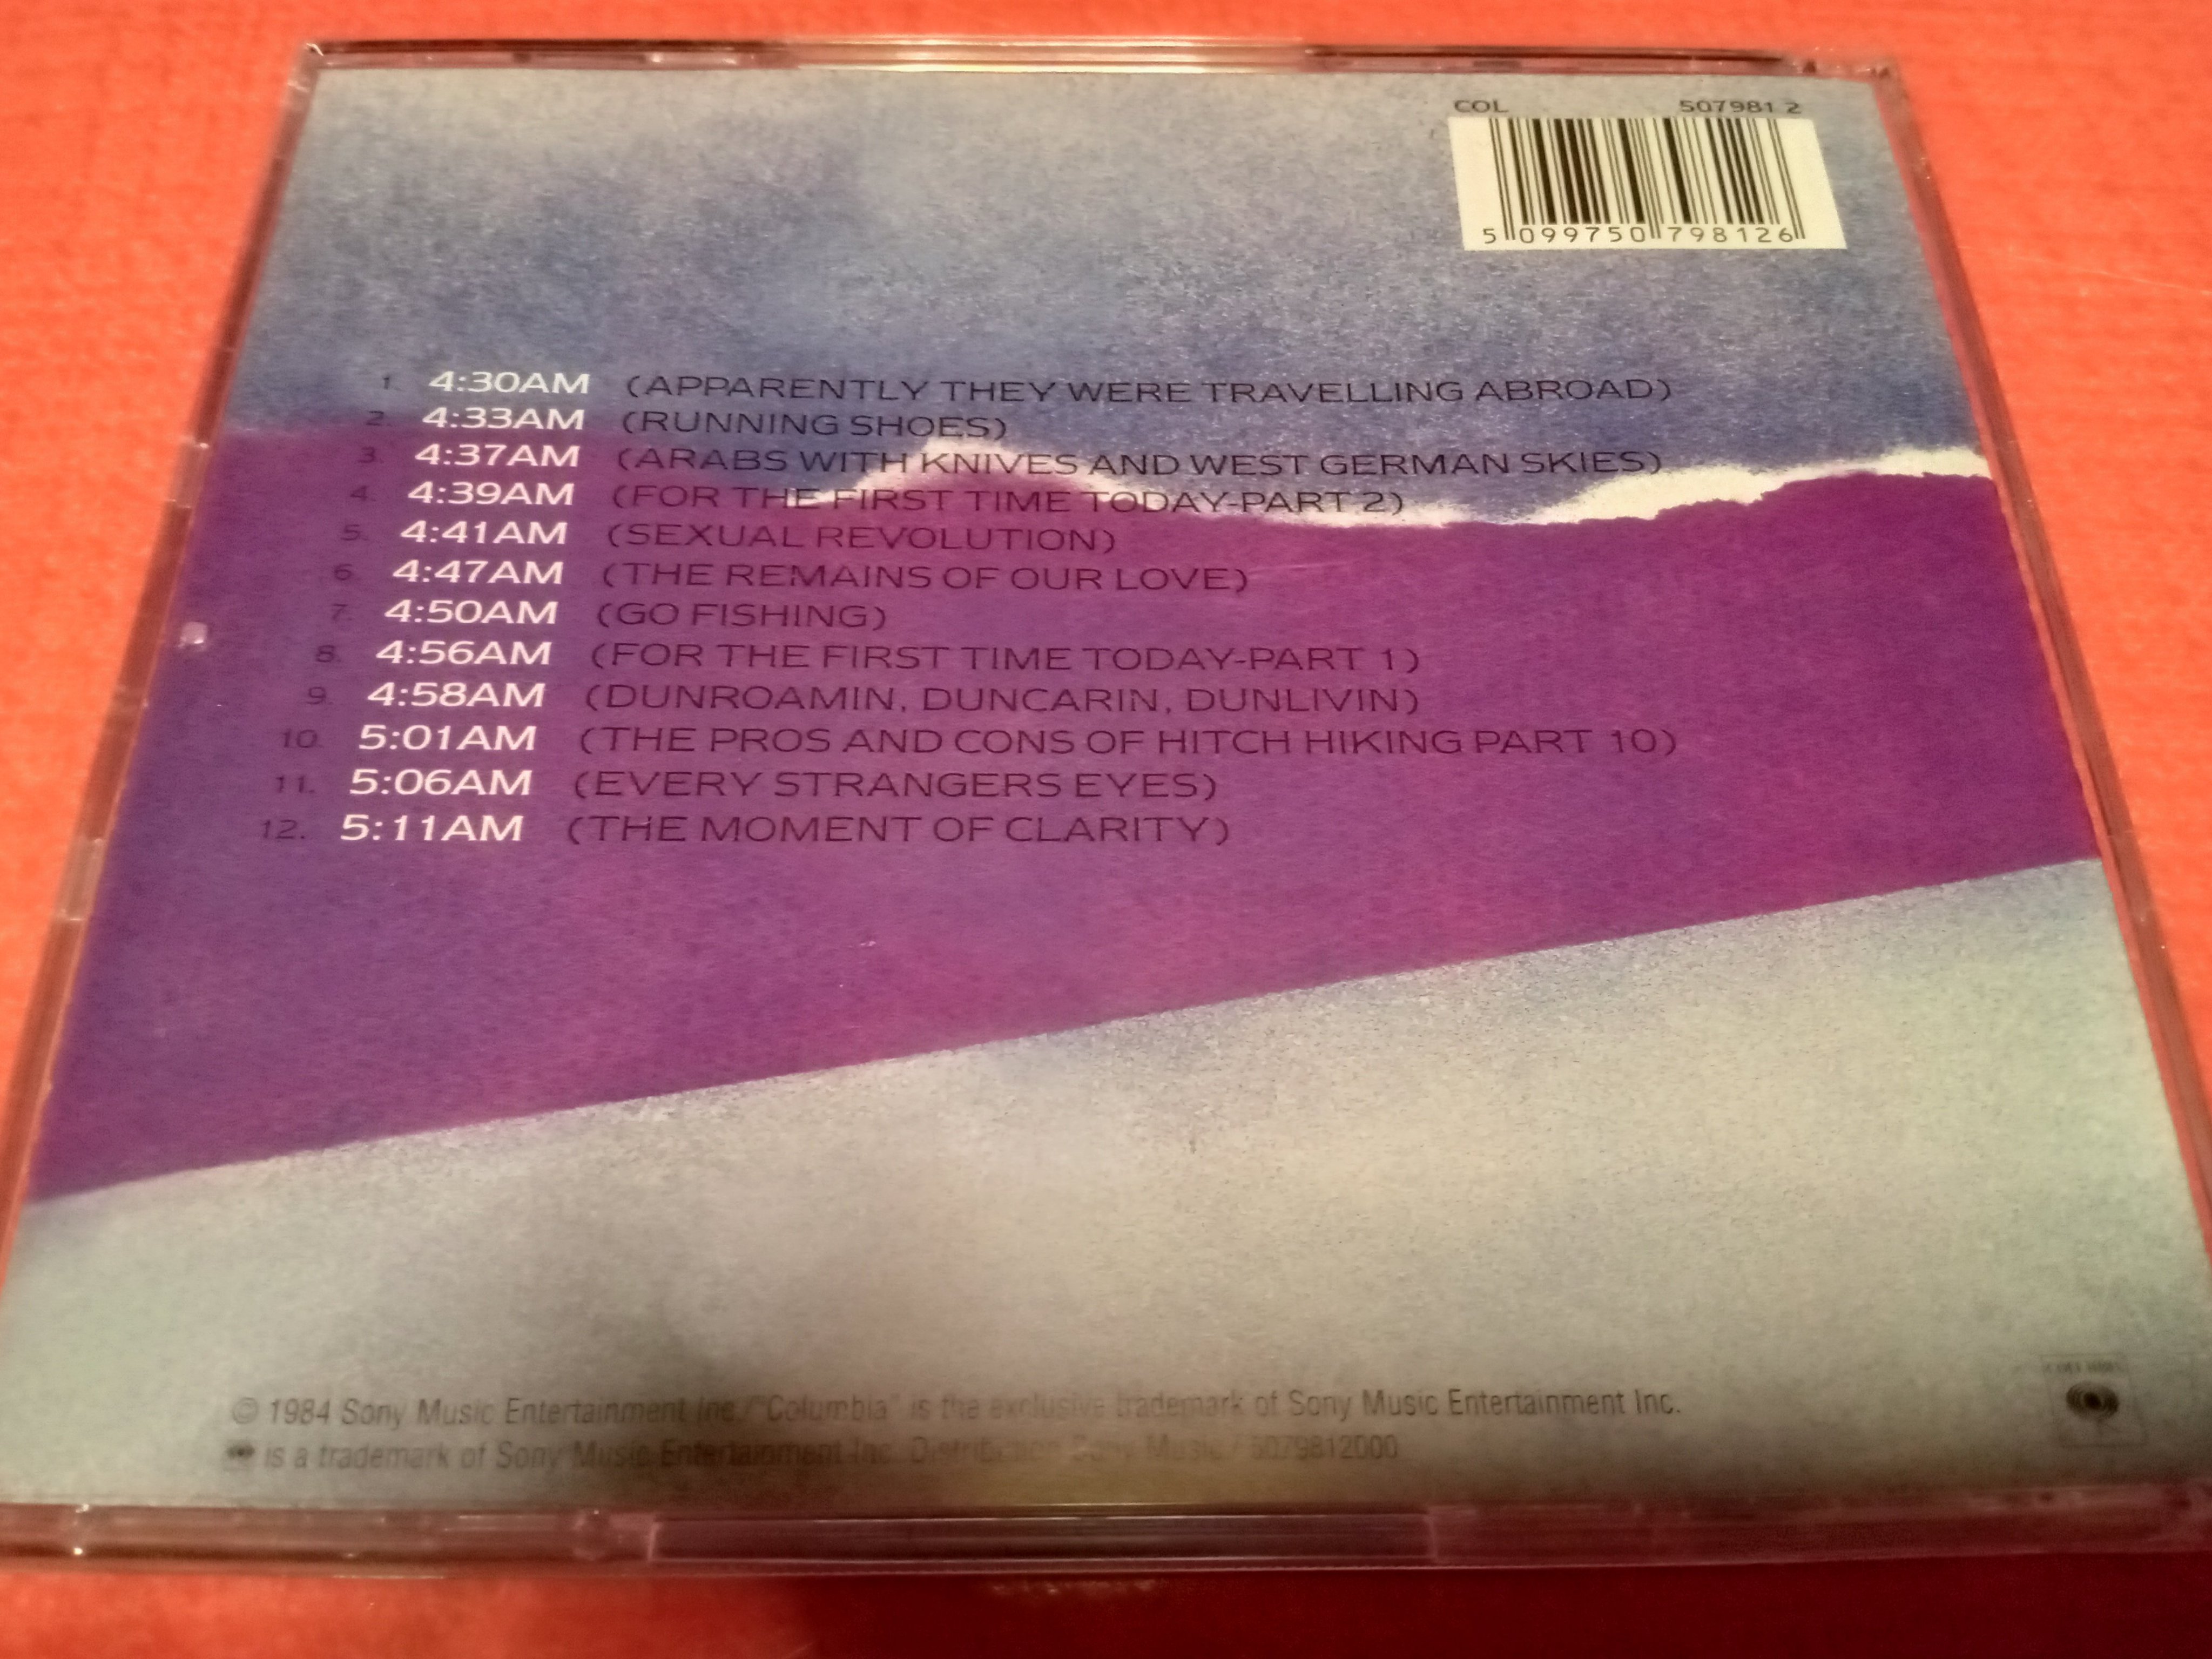 COL 507981 2
5 099750 798126
1. 4:30AM (APPARENTLY THEY WERE TRAVELLING ABROAD)
2. 4:33AM (RUNNING SHOES)
3. 4:37AM (ARABS WITH KNIVES AND WEST GERMAN SKIES)
4. 4:39AM (FOR THE FIRST TIME TODAY-PART 2)
5. 4:41AM (SEXUAL REVOLUTION)
6. 4:47AM (THE REMAINS OF OUR LOVE)
7. 4:50AM (GO FISHING)
8. 4:56AM (FOR THE FIRST TIME TODAY-PART 1)
9. 4:58AM (DUNROAMIN, DUNCARIN, DUNLIVIN)
10. 5:01AM (THE PROS AND CONS OF HITCH HIKING PART 10)
11. 5:06AM (EVERY STRANGERS EYES)
12. 5:11AM (THE MOMENT OF CLARITY)
© 1984 Sony Music Entertainment Inc./"Columbia" is the exclusive trademark of Sony Music Entertainment Inc.
is a trademark of Sony Music Entertainment Inc. Distribution Sony Music / 5079812000